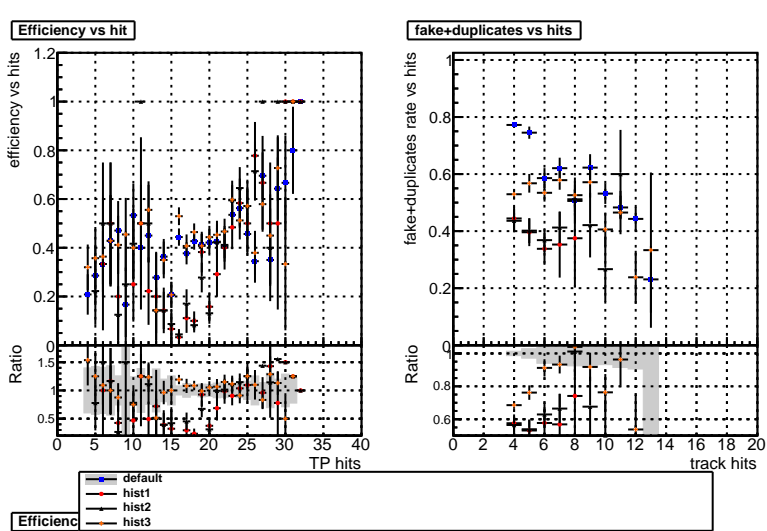 Efficiency vs hit
efficiency vs hits
1.2
1
0.8
0.6
0.4
0.2
0
Ratio
1.5
1
0.5
0 5 10 15 20 25 30 35 40
TP hits
fake+duplicates vs hits
fake+duplicates rate vs hits
1
0.8
0.6
0.4
0.2
0
Ratio
1
0.8
0.6
0 2 4 6 8 10 12 14 16 18 20
track hits
default
hist1
hist2
hist3
Efficienc